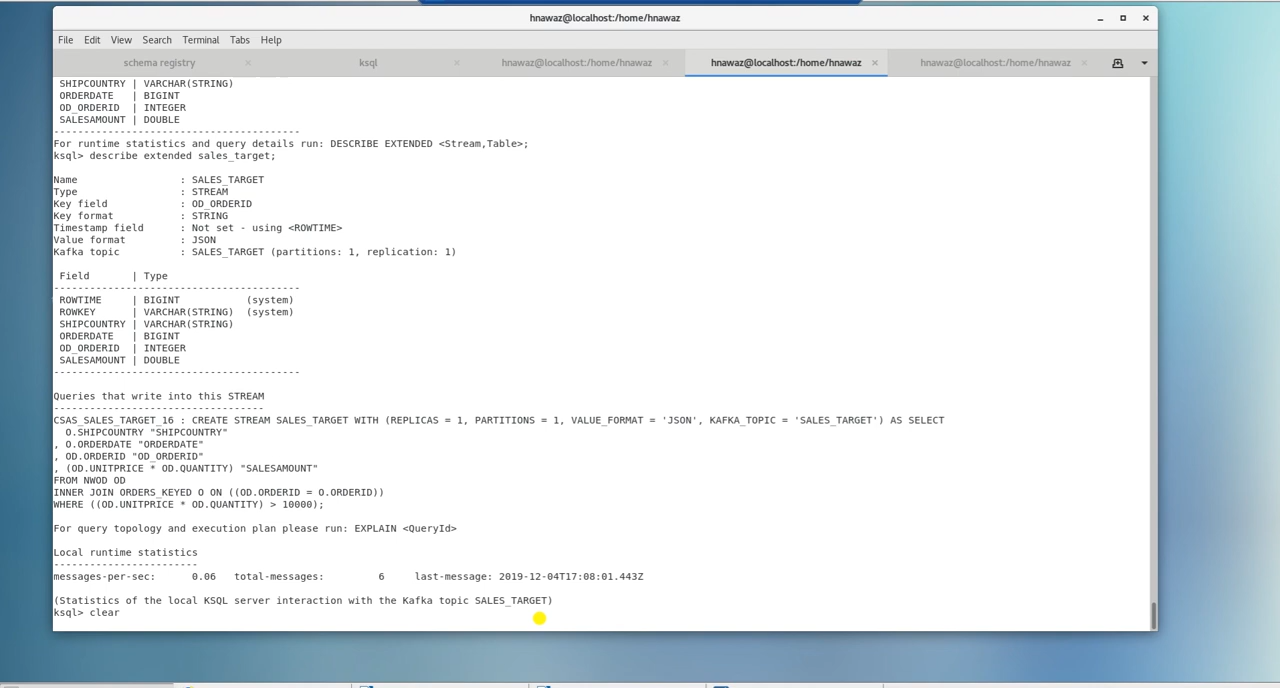 hnawaz@localhost:/home/hnawaz
File Edit View Search Terminal Tabs Help
schema registry ksql hnawaz@localhost:/home/hnawaz hnawaz@localhost:/home/hnawaz hnawaz@localhost:/home/hnawaz
SHIPCOUNTRY | VARCHAR(STRING)
ORDERDATE | BIGINT
OD_ORDERID | INTEGER
SALESAMOUNT | DOUBLE
-----------------------------------------
For runtime statistics and query details run: DESCRIBE EXTENDED <Stream,Table>;
ksql> describe extended sales_target;
Name : SALES_TARGET
Type : STREAM
Key field : OD_ORDERID
Key format : STRING
Timestamp field : Not set - using <ROWTIME>
Value format : JSON
Kafka topic : SALES_TARGET (partitions: 1, replication: 1)
Field | Type
-----------------------------------------
ROWTIME | BIGINT (system)
ROWKEY | VARCHAR(STRING) (system)
SHIPCOUNTRY | VARCHAR(STRING)
ORDERDATE | BIGINT
OD_ORDERID | INTEGER
SALESAMOUNT | DOUBLE
-----------------------------------------
Queries that write into this STREAM
-----------------------------------
CSAS_SALES_TARGET_16 : CREATE STREAM SALES_TARGET WITH (REPLICAS = 1, PARTITIONS = 1, VALUE_FORMAT = 'JSON', KAFKA_TOPIC = 'SALES_TARGET') AS SELECT
O.SHIPCOUNTRY "SHIPCOUNTRY"
, O.ORDERDATE "ORDERDATE"
, OD.ORDERID "OD_ORDERID"
, (OD.UNITPRICE * OD.QUANTITY) "SALESAMOUNT"
FROM NWOD OD
INNER JOIN ORDERS_KEYED O ON ((OD.ORDERID = O.ORDERID))
WHERE ((OD.UNITPRICE * OD.QUANTITY) > 10000);
For query topology and execution plan please run: EXPLAIN <QueryId>
Local runtime statistics
------------------------
messages-per-sec: 0.06 total-messages: 6 last-message: 2019-12-04T17:08:01.443Z
(Statistics of the local KSQL server interaction with the Kafka topic SALES_TARGET)
ksql> clear